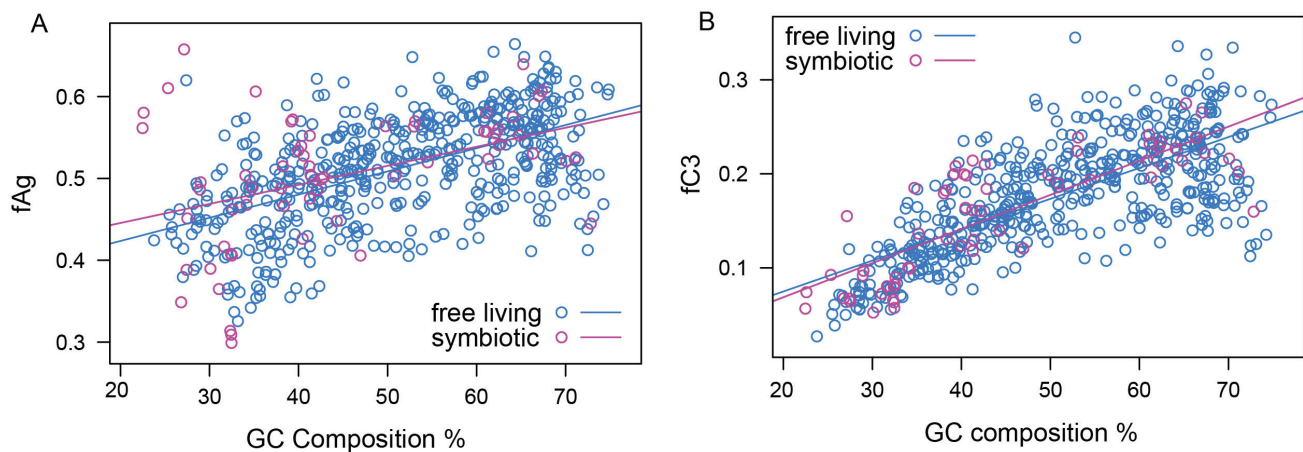 A
fAg
0.6
0.5
0.4
0.3
free living
symbiotic
20 30 40 50 60 70
GC Composition %
B
fC3
0.3
0.2
0.1
free living
symbiotic
20 30 40 50 60 70
GC composition %